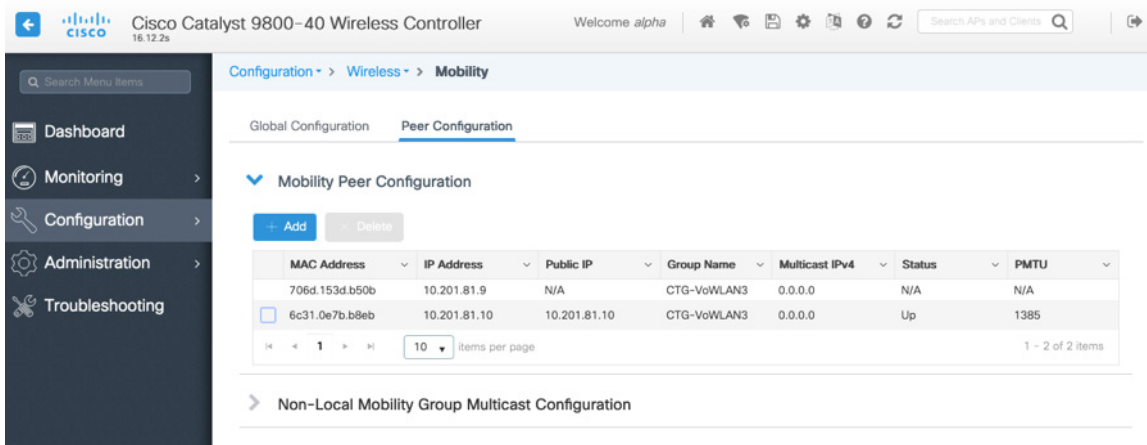 CISCO
Cisco Catalyst 9800-40 Wireless Controller
16.12.2s
Welcome alpha
Search APs and Clients
Search Menu Items
Dashboard
Monitoring
Configuration
Administration
Troubleshooting
Configuration > Wireless > Mobility
Global Configuration Peer Configuration
Mobility Peer Configuration
+ Add × Delete
MAC Address IP Address Public IP Group Name Multicast IPv4 Status PMTU
706d.153d.b50b 10.201.81.9 N/A CTG-VoWLAN3 0.0.0.0 N/A N/A
6c31.0e7b.b8eb 10.201.81.10 10.201.81.10 CTG-VoWLAN3 0.0.0.0 Up 1385
1 10 items per page 1 - 2 of 2 items
Non-Local Mobility Group Multicast Configuration